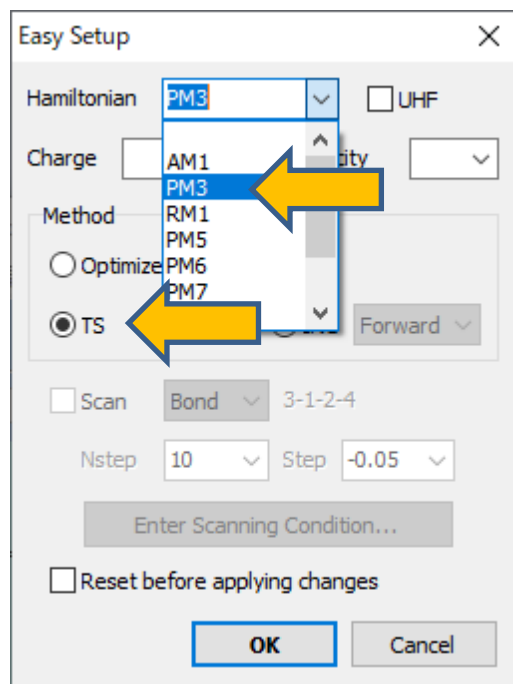 Easy Setup
Hamiltonian PM3 UHF
Charge
AM1
PM3
RM1
PM5
PM6
PM7
Method
Optimize
TS Forward
Scan Bond 3-1-2-4
Nstep 10 Step -0.05
Enter Scanning Condition...
Reset before applying changes
OK Cancel